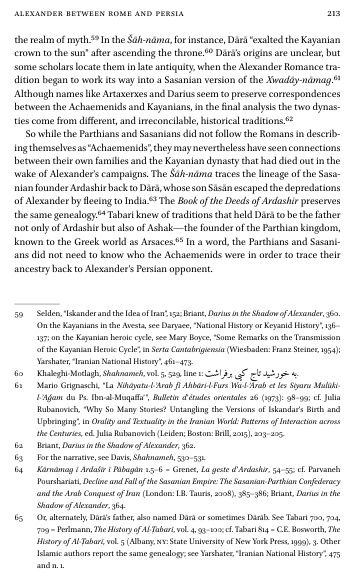 ALEXANDER BETWEEN ROME AND PERSIA 213
the realm of myth.59 In the Šāh-nāma, for instance, Dārā “exalted the Kayanian
crown to the sun” after ascending the throne.60 Dārā’s origins are unclear, but
some scholars locate them in late antiquity, when the Alexander Romance tra-
dition began to work its way into a Sasanian version of the Xwadāy-nāmag.61
Although names like Artaxerxes and Darius seem to preserve correspondences
between the Achaemenids and Kayanians, in the final analysis the two dynas-
ties come from different, and irreconcilable, historical traditions.62
So while the Parthians and Sasanians did not follow the Romans in describ-
ing themselves as “Achaemenids”, they may nevertheless have seen connections
between their own families and the Kayanian dynasty that had died out in the
wake of Alexander’s campaigns. The Šāh-nāma traces the lineage of the Sasa-
nian founder Ardashir back to Dārā, whose son Sāsān escaped the depredations
of Alexander by fleeing to India.63 The Book of the Deeds of Ardashir preserves
the same genealogy.64 Tabari knew of traditions that held Dārā to be the father
not only of Ardashir but also of Ashak—the founder of the Parthian kingdom,
known to the Greek world as Arsaces.65 In a word, the Parthians and Sasani-
ans did not need to know who the Achaemenids were in order to trace their
ancestry back to Alexander’s Persian opponent.
59 Selden, “Iskander and the Idea of Iran”, 152; Briant, Darius in the Shadow of Alexander, 360.
On the Kayanians in the Avesta, see Daryaee, “National History or Keyanid History”, 136–
137; on the Kayanian heroic cycle, see Mary Boyce, “Some Remarks on the Transmission
of the Kayanian Heroic Cycle”, in Serta Cantabrigiensia (Wiesbaden: Franz Steiner, 1954);
Yarshater, “Iranian National History”, 461–473.
60 Khaleghi-Motlagh, Shahnameh, vol. 5, 529, line 1: به خورشید تاج کیی برفراشت.
61 Mario Grignaschi, “La Nihāyatu-l-ʾArab fī Ahbāri-l-Furs Wa-l-ʿArab et les Siyaru Mulūki-
l-ʿAǧam du Ps. Ibn-al-Muqaffaʿ”, Bulletin d’études orientales 26 (1973): 98–99; cf. Julia
Rubanovich, “Why So Many Stories? Untangling the Versions of Iskandar’s Birth and
Upbringing”, in Orality and Textuality in the Iranian World: Patterns of Interaction across
the Centuries, ed. Julia Rubanovich (Leiden; Boston: Brill, 2015), 203–205.
62 Briant, Darius in the Shadow of Alexander, 362.
63 For the narrative, see Davis, Shahnameh, 530–531.
64 Kārnāmag ī Ardašīr ī Pābagān 1.5–6 = Grenet, La geste d’Ardashir, 54–55; cf. Parvaneh
Pourshariati, Decline and Fall of the Sasanian Empire: The Sasanian-Parthian Confederacy
and the Arab Conquest of Iran (London: I.B. Tauris, 2008), 385–386; Briant, Darius in the
Shadow of Alexander, 364.
65 Or, alternately, Dārā’s father, also named Dārā or sometimes Dārāb. See Tabari 700, 704,
709 = Perlmann, The History of Al-Ṭabarī, vol. 4, 93–100; cf. Tabari 814 = C.E. Bosworth, The
History of Al-Ṭabarī, vol. 5 (Albany, NY: State University of New York Press, 1999), 3. Other
Islamic authors report the same genealogy; see Yarshater, “Iranian National History”, 475
and n. 1.